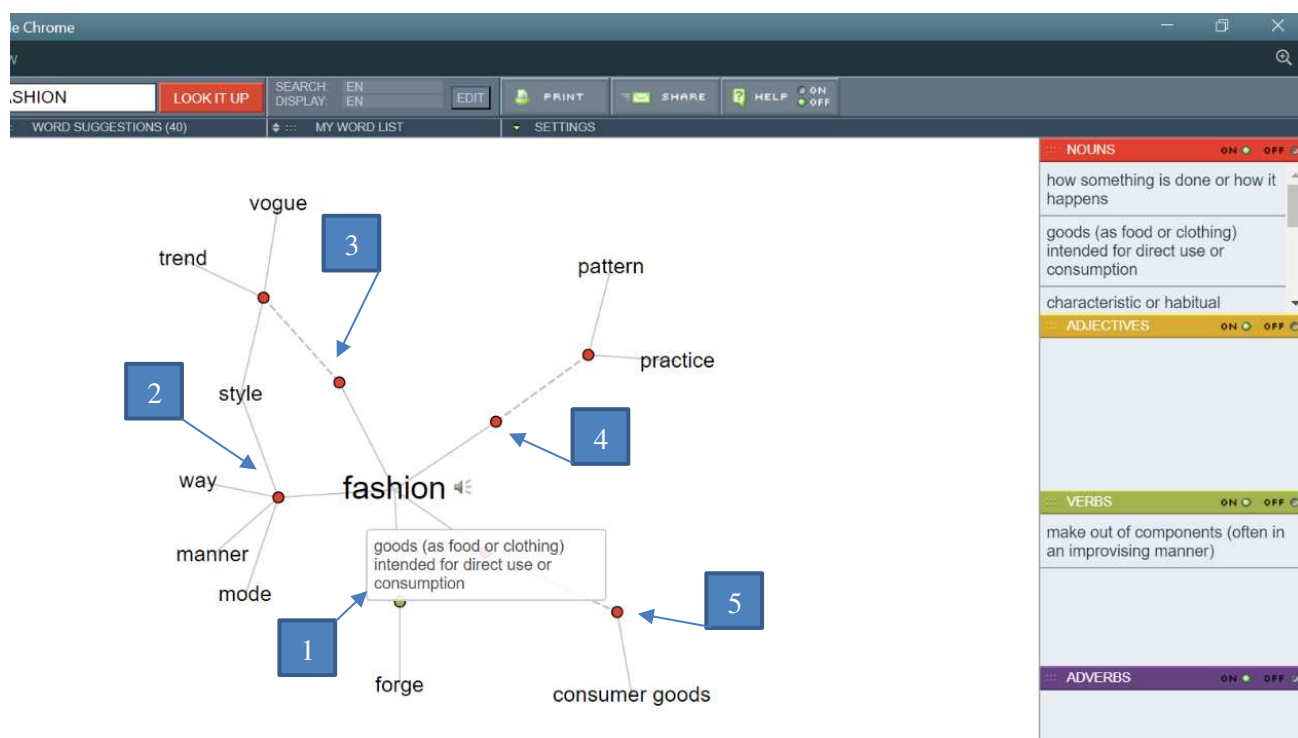 le Chrome
w
SHION
LOOK IT UP
SEARCH: EN
DISPLAY: EN
EDIT
PRINT
SHARE
HELP
ON
OFF
WORD SUGGESTIONS (40)
MY WORD LIST
SETTINGS
NOUNS
ON OFF
how something is done or how it
happens
goods (as food or clothing)
intended for direct use or
consumption
characteristic or habitual
ADJECTIVES
ON OFF
VERBS
ON OFF
make out of components (often in
an improvising manner)
ADVERBS
ON OFF
vogue
trend
3
pattern
practice
2
style
4
way
fashion
manner
mode
goods (as food or clothing)
intended for direct use or
consumption
5
1
forge
consumer goods